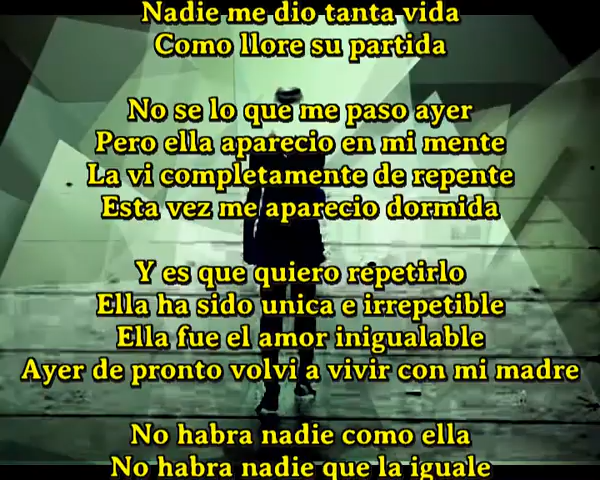 Nadie me dio tanta vida
Como llore su partida
No se lo que me paso ayer
Pero ella aparecio en mi mente
La vi completamente de repente
Esta vez me aparecio dormida
Y es que quiero repetirlo
Ella ha sido unica e irrepetible
Ella fue el amor inigualable
Ayer de pronto volvi a vivir con mi madre
No habra nadie como ella
No habra nadie que la iguale